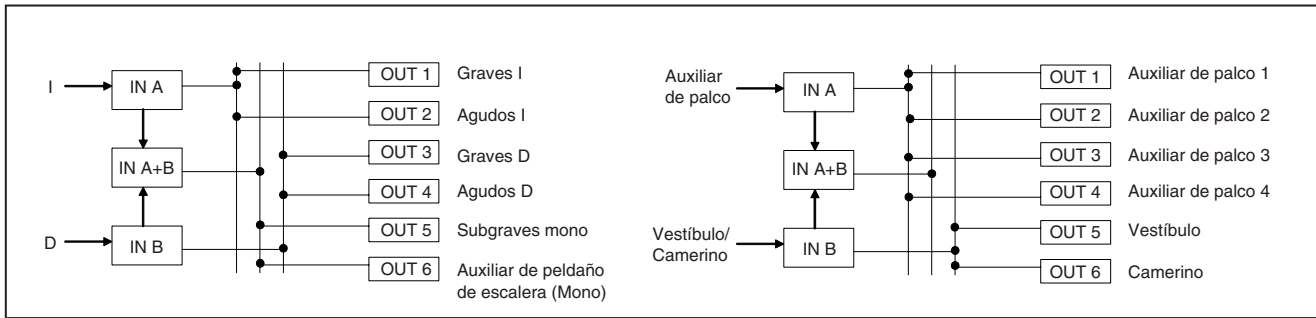 I
IN A
IN A+B
D
IN B
OUT 1
Graves I
OUT 2
Agudos I
OUT 3
Graves D
OUT 4
Agudos D
OUT 5
Subgraves mono
OUT 6
Auxiliar de peldaño
de escalera (Mono)
Auxiliar
de palco
IN A
IN A+B
Vestíbulo/
Camerino
IN B
OUT 1
Auxiliar de palco 1
OUT 2
Auxiliar de palco 2
OUT 3
Auxiliar de palco 3
OUT 4
Auxiliar de palco 4
OUT 5
Vestíbulo
OUT 6
Camerino